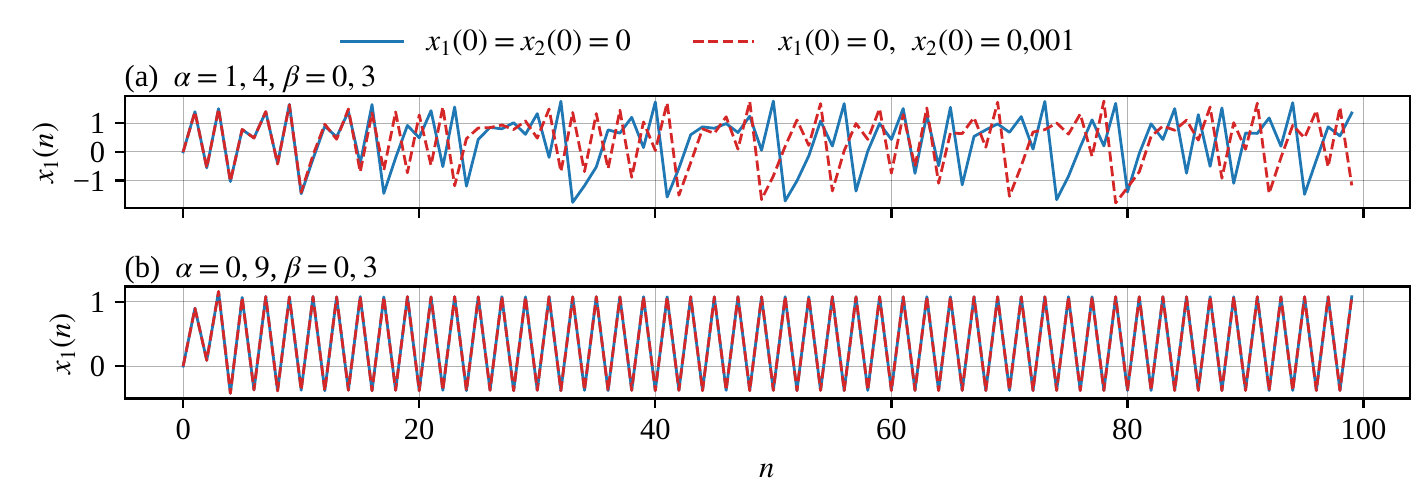 x₁(0) = x₂(0) = 0    x₁(0) = 0,  x₂(0) = 0,001
(a)  α = 1, 4, β = 0, 3
x₁(n)
1
0
−1
(b)  α = 0, 9, β = 0, 3
x₁(n)
1
0
0    20    40    60    80    100
n